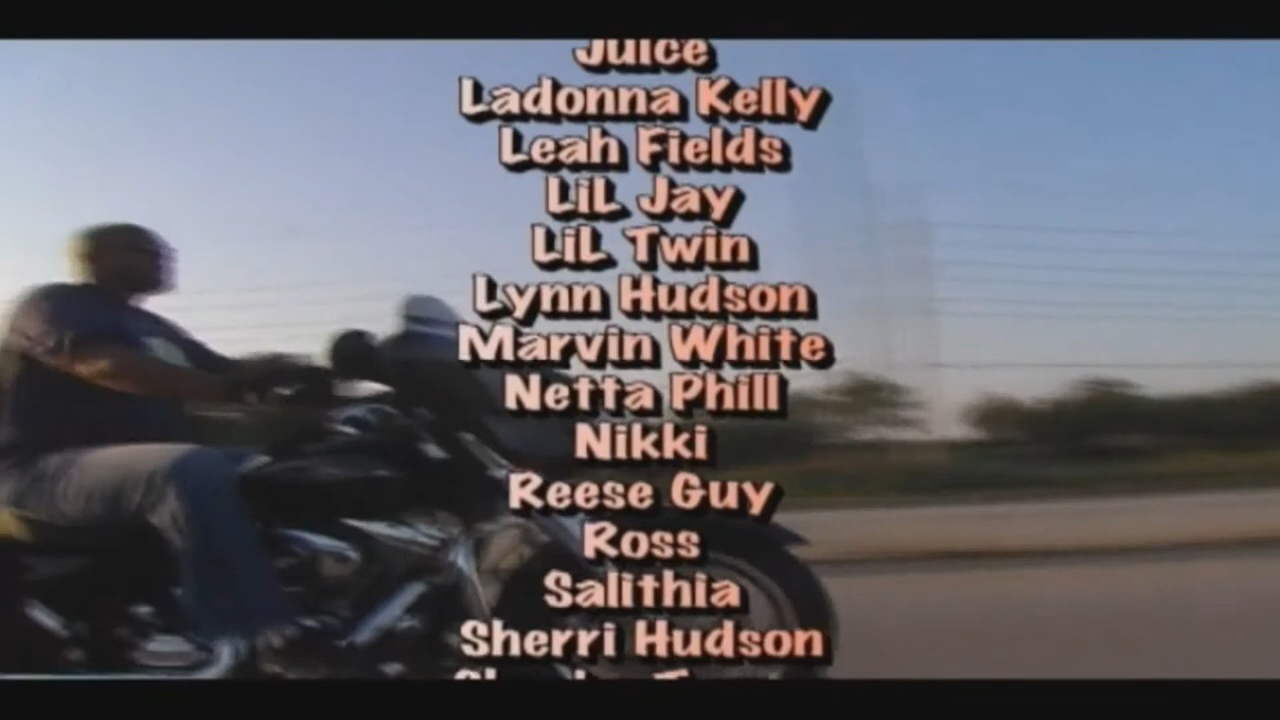 Juice
Ladonna Kelly
Leah Fields
LiL Jay
LiL Twin
Lynn Hudson
Marvin White
Netta Phill
Nikki
Reese Guy
Ross
Salithia
Sherri Hudson